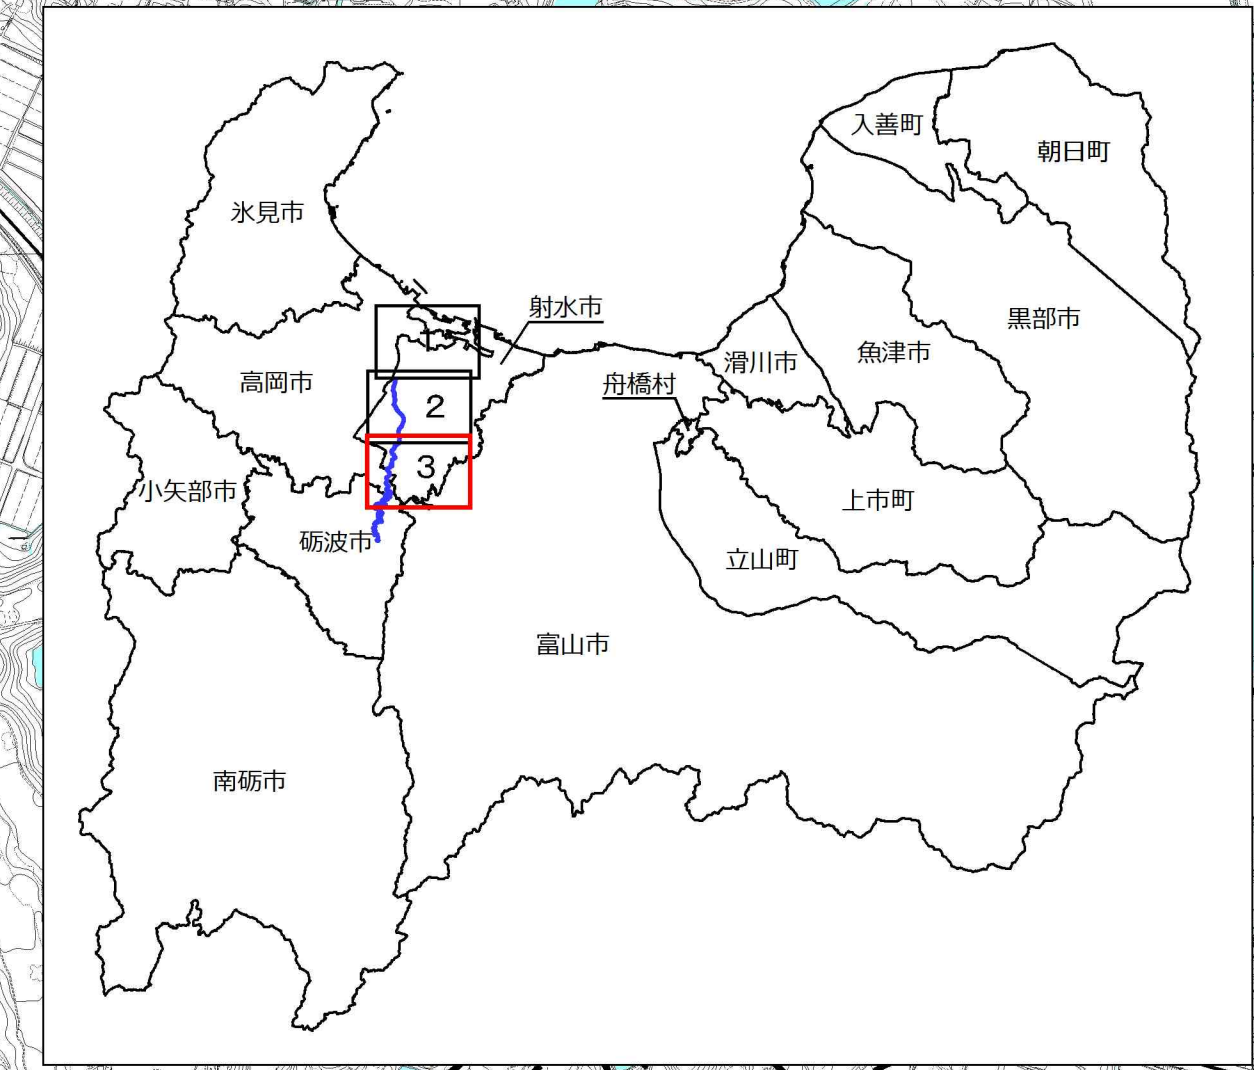 入善町
朝日町
氷見市
射水市
黒部市
1
魚津市
滑川市
高岡市
舟橋村
2
3
小矢部市
上市町
砺波市
立山町
富山市
南砺市